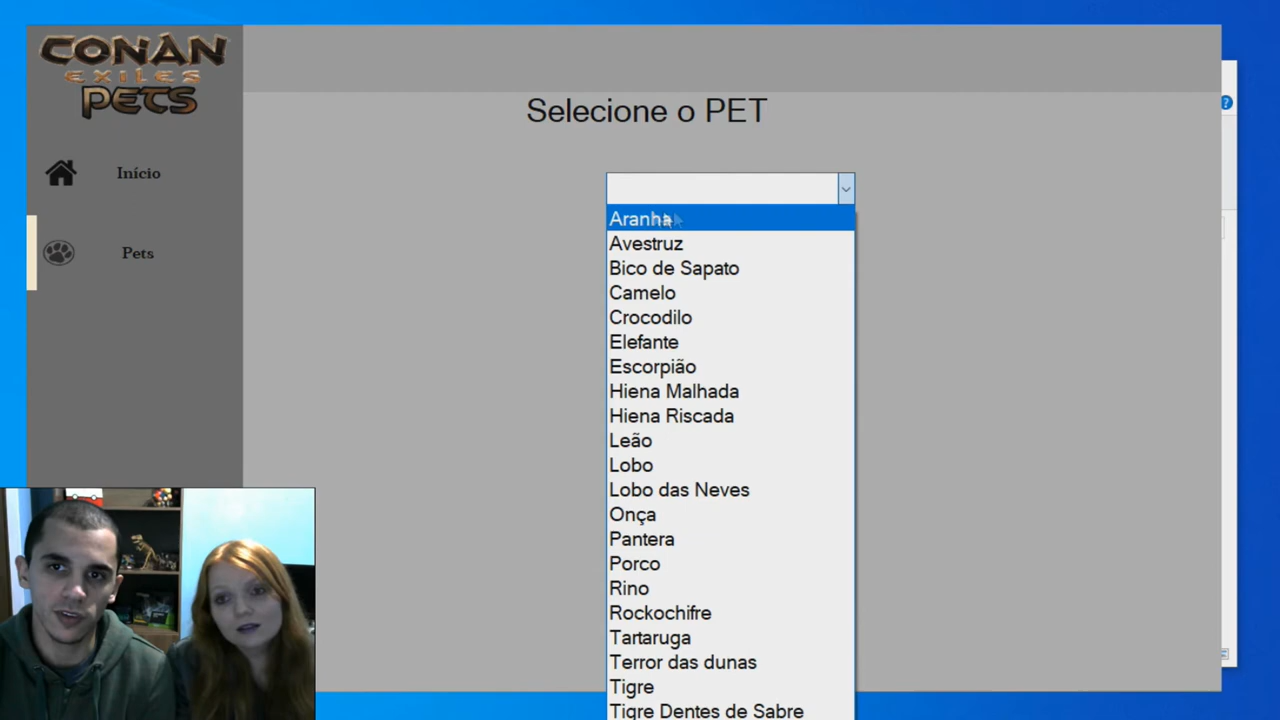 CONAN
EXILES
PETS
Início
Pets
Selecione o PET
Aranha
Avestruz
Bico de Sapato
Camelo
Crocodilo
Elefante
Escorpião
Hiena Malhada
Hiena Riscada
Leão
Lobo
Lobo das Neves
Onça
Pantera
Porco
Rino
Rockochifre
Tartaruga
Terror das dunas
Tigre
Tigre Dentes de Sabre
?